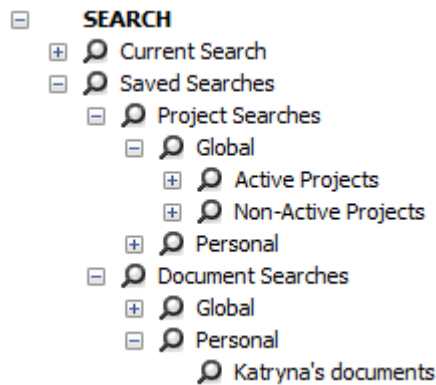 SEARCH
Current Search
Saved Searches
Project Searches
Global
Active Projects
Non-Active Projects
Personal
Document Searches
Global
Personal
Katryna's documents